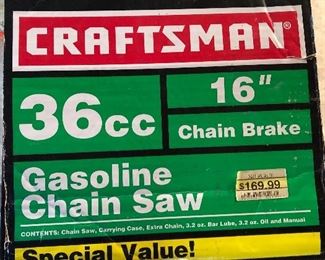 CRAFTSMAN®
36cc
16"
Chain Brake
Gasoline
Chain Saw
$169.99
CONTENTS: Chain Saw, Carrying Case, Extra Chain, 3.2 oz. Bar Lube, 3.2 oz. Oil and Manual
Special Value!